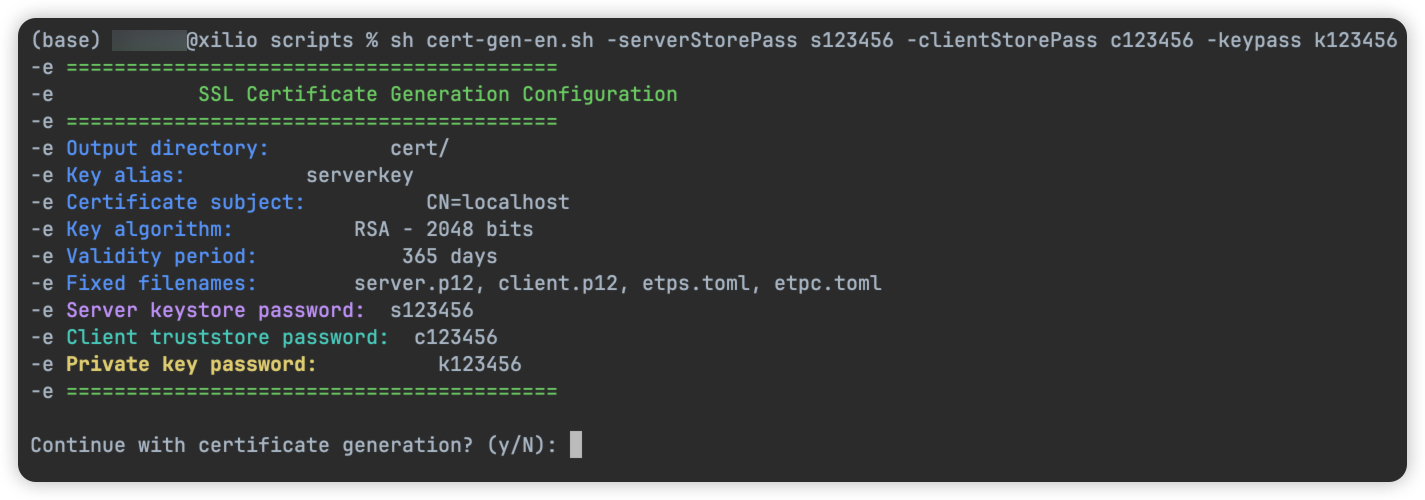 (base) @xilio scripts % sh cert-gen-en.sh -serverStorePass s123456 -clientStorePass c123456 -keypass k123456
-e =========================================
-e            SSL Certificate Generation Configuration
-e =========================================
-e Output directory:          cert/
-e Key alias:          serverkey
-e Certificate subject:          CN=localhost
-e Key algorithm:          RSA - 2048 bits
-e Validity period:            365 days
-e Fixed filenames:        server.p12, client.p12, etps.toml, etpc.toml
-e Server keystore password:  s123456
-e Client truststore password:  c123456
-e Private key password:          k123456
-e =========================================
Continue with certificate generation? (y/N):